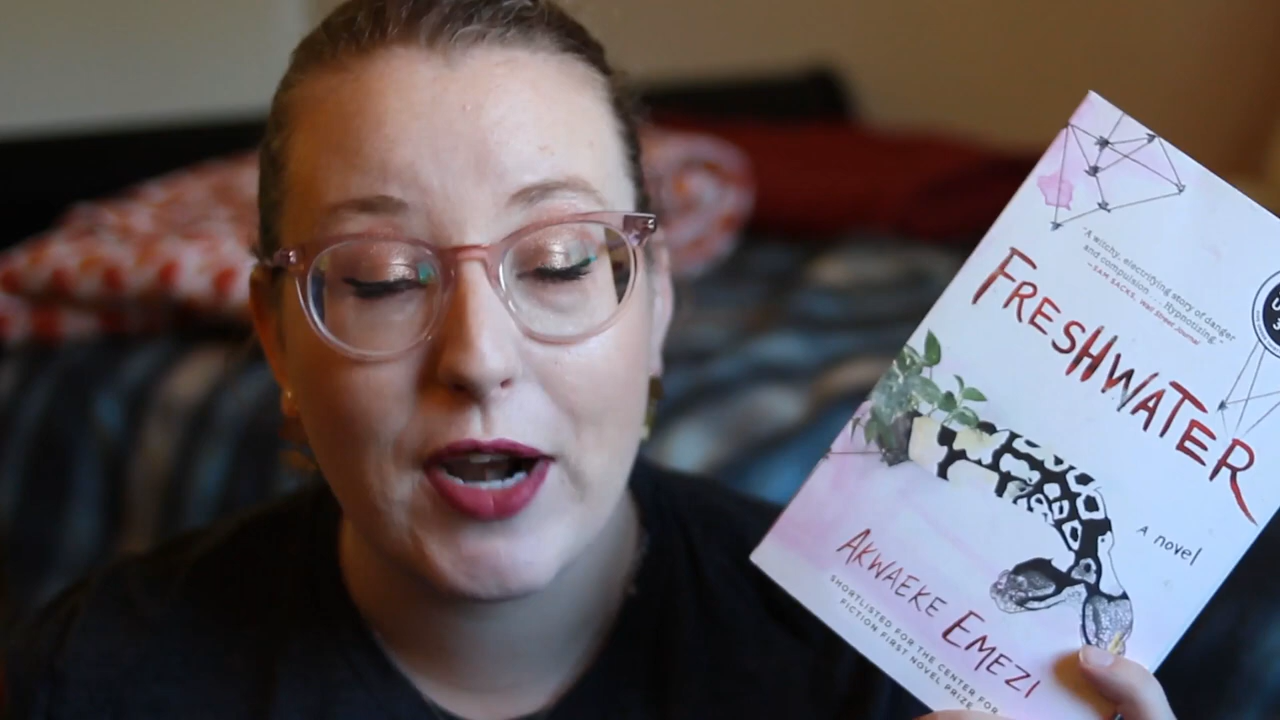 "A witchy, electrifying story of danger
and compulsion . . . Hypnotizing."
—SAM SACKS, Wall Street Journal
FRESHWATER
A novel
AKWAEKE EMEZI
SHORTLISTED FOR THE CENTER FOR
FICTION FIRST NOVEL PRIZE